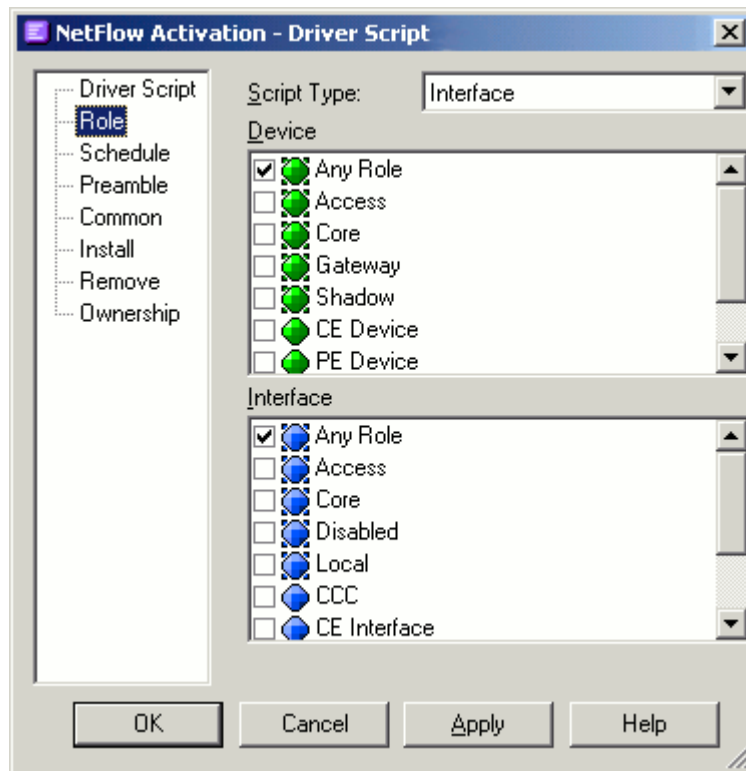 NetFlow Activation - Driver Script
Driver Script
Role
Schedule
Preamble
Common
Install
Remove
Ownership
Script Type: Interface
Device
Any Role
Access
Core
Gateway
Shadow
CE Device
PE Device
Interface
Any Role
Access
Core
Disabled
Local
CCC
CE Interface
OK Cancel Apply Help